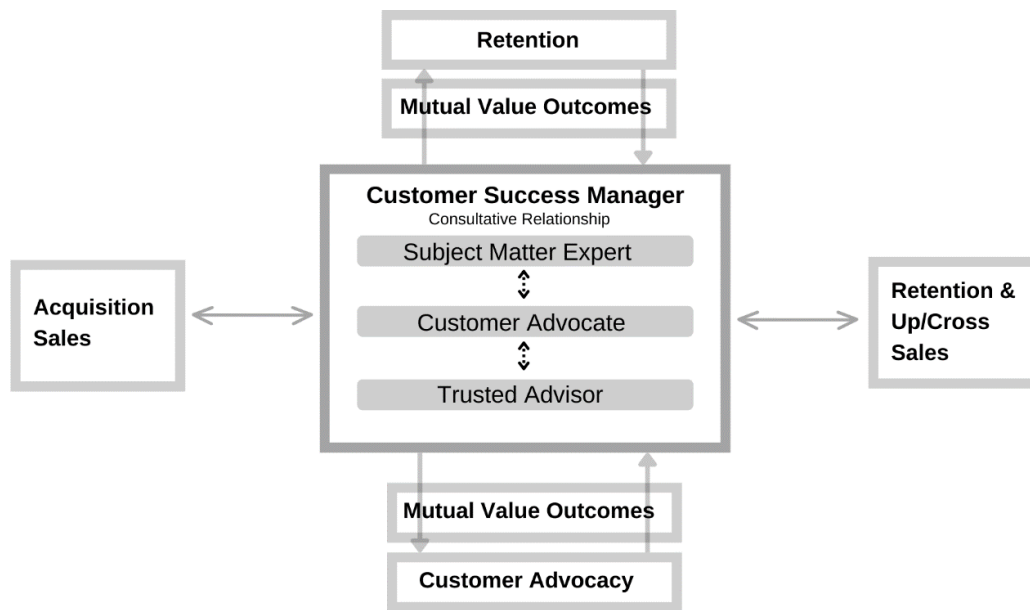 Retention
Mutual Value Outcomes
Customer Success Manager
Consultative Relationship
Subject Matter Expert
Customer Advocate
Trusted Advisor
Acquisition
Sales
Retention &
Up/Cross
Sales
Mutual Value Outcomes
Customer Advocacy